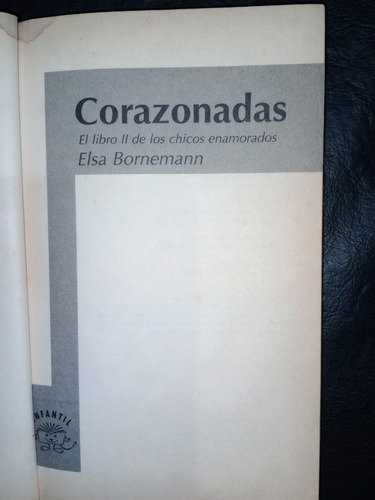 Corazonadas
El libro II de los chicos enamorados
Elsa Bornemann
INFANTIL